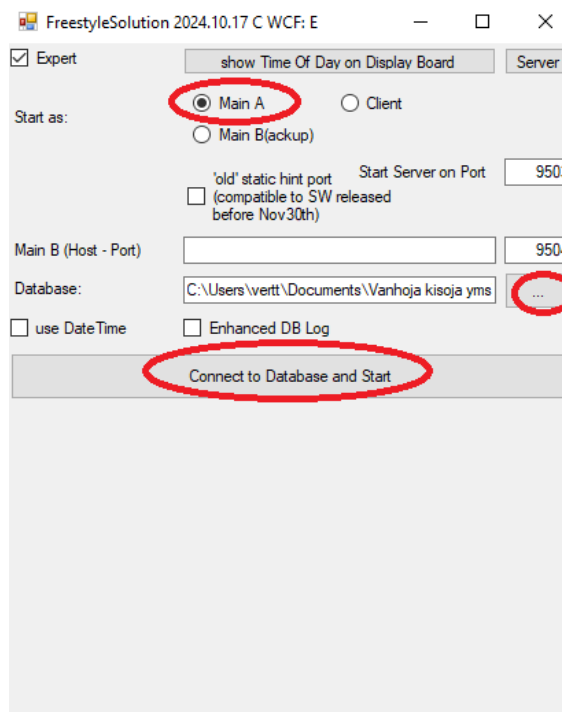 FreestyleSolution 2024.10.17 C WCF: E
Expert
show Time Of Day on Display Board
Server
Start as:
Main A
Client
Main B(ackup)
'old' static hint port
(compatible to SW released
before Nov30th)
Start Server on Port
Main B (Host - Port)
Database:
C:\Users\vertt\Documents\Vanhoja kisoja yms
...
use DateTime
Enhanced DB Log
Connect to Database and Start